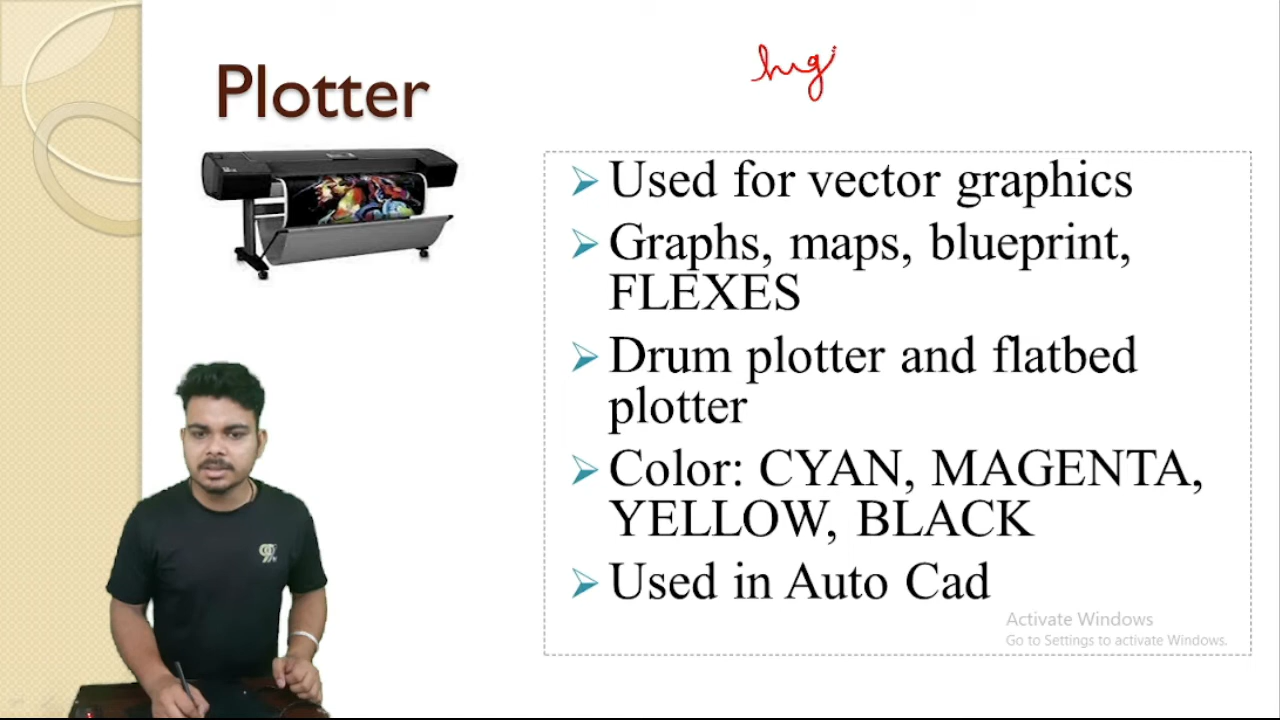 Plotter
hig
Used for vector graphics
Graphs, maps, blueprint,
FLEXES
Drum plotter and flatbed
plotter
Color: CYAN, MAGENTA,
YELLOW, BLACK
Used in Auto Cad
Activate Windows
Go to Settings to activate Windows.